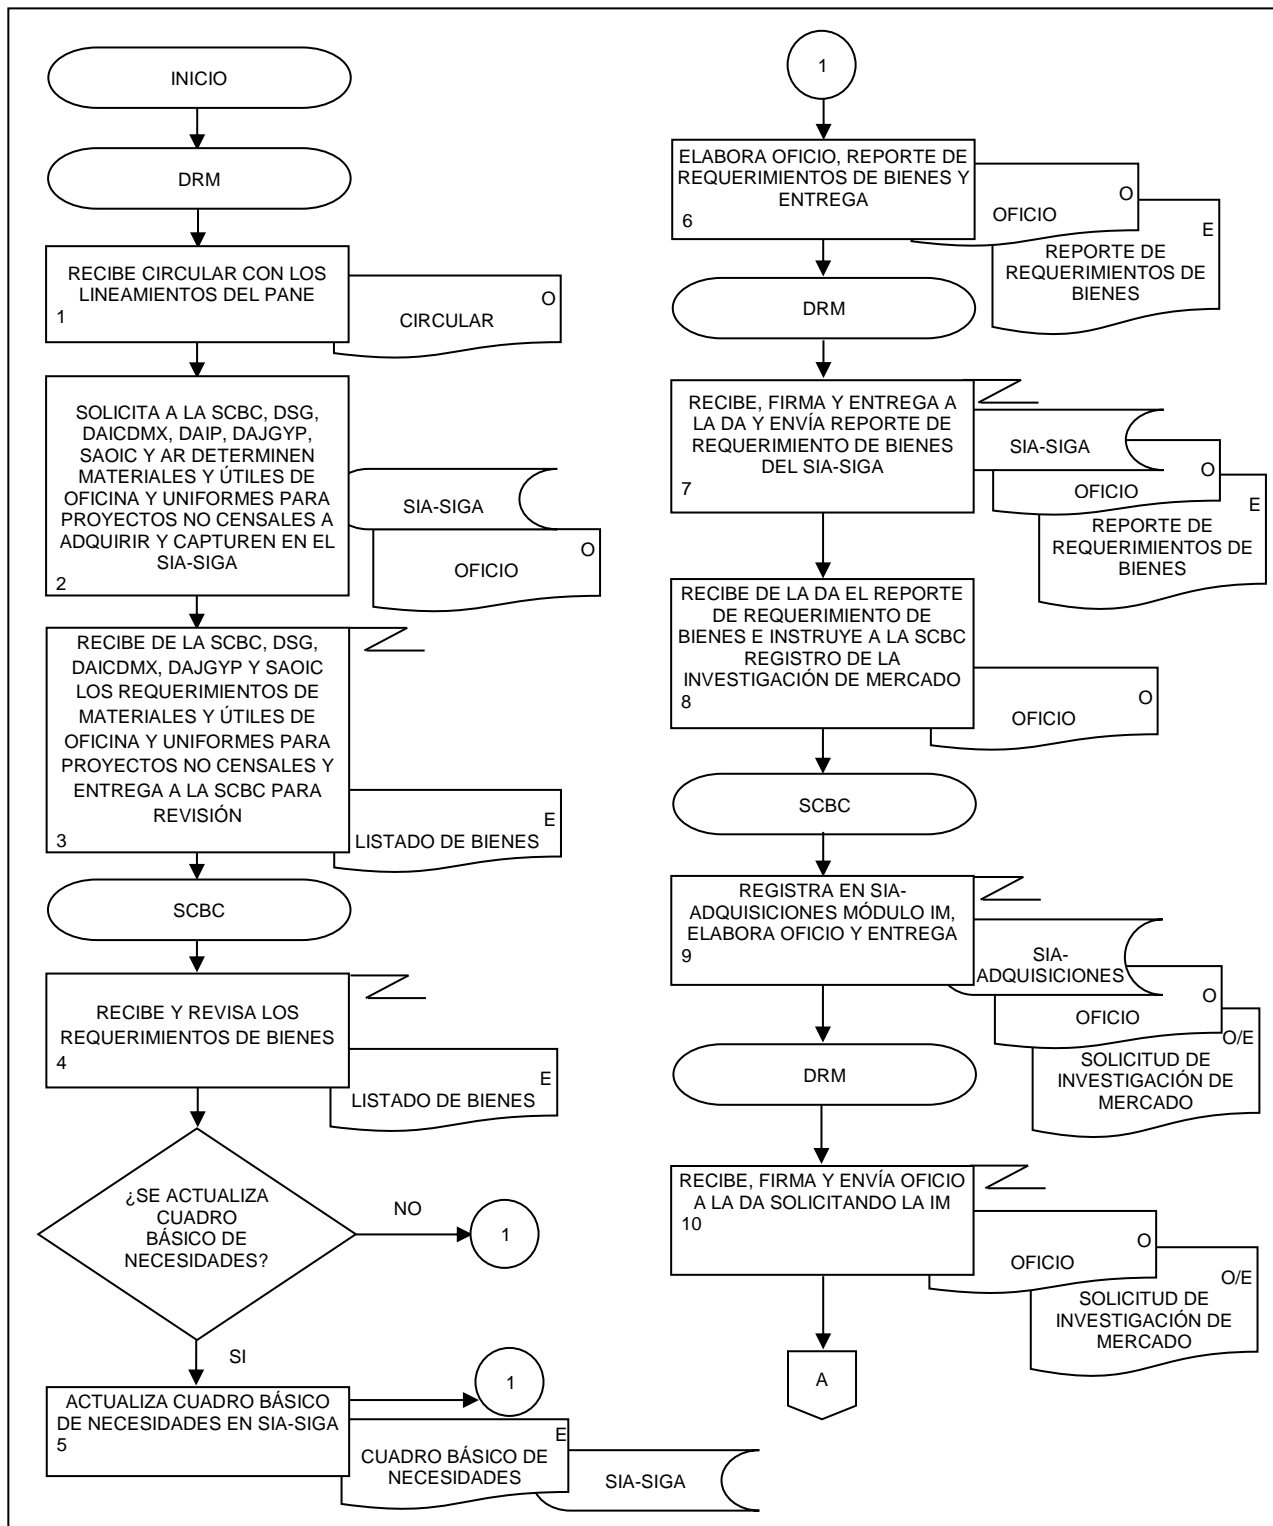 INICIO
DRM
RECIBE CIRCULAR CON LOS
LINEAMIENTOS DEL PANE
1
O
CIRCULAR
SOLICITA A LA SCBC, DSG,
DAICDMX, DAIP, DAJGYP,
SAOIC Y AR DETERMINEN
MATERIALES Y ÚTILES DE
OFICINA Y UNIFORMES PARA
PROYECTOS NO CENSALES A
ADQUIRIR Y CAPTUREN EN EL
SIA-SIGA
2
SIA-SIGA
O
OFICIO
RECIBE DE LA SCBC, DSG,
DAICDMX, DAJGYP Y SAOIC
LOS REQUERIMIENTOS DE
MATERIALES Y ÚTILES DE
OFICINA Y UNIFORMES PARA
PROYECTOS NO CENSALES Y
ENTREGA A LA SCBC PARA
REVISIÓN
3
E
LISTADO DE BIENES
SCBC
RECIBE Y REVISA LOS
REQUERIMIENTOS DE BIENES
4
E
LISTADO DE BIENES
¿SE ACTUALIZA
CUADRO
BÁSICO DE
NECESIDADES?
NO
1
SI
ACTUALIZA CUADRO BÁSICO
DE NECESIDADES EN SIA-SIGA
5
1
E
CUADRO BÁSICO DE
NECESIDADES
SIA-SIGA
1
ELABORA OFICIO, REPORTE DE
REQUERIMIENTOS DE BIENES Y
ENTREGA
6
O
OFICIO
E
REPORTE DE
REQUERIMIENTOS DE
BIENES
DRM
RECIBE, FIRMA Y ENTREGA A
LA DA Y ENVÍA REPORTE DE
REQUERIMIENTO DE BIENES
DEL SIA-SIGA
7
SIA-SIGA
O
OFICIO
E
REPORTE DE
REQUERIMIENTOS DE
BIENES
RECIBE DE LA DA EL REPORTE
DE REQUERIMIENTO DE
BIENES E INSTRUYE A LA SCBC
REGISTRO DE LA
INVESTIGACIÓN DE MERCADO
8
O
OFICIO
SCBC
REGISTRA EN SIA-
ADQUISICIONES MÓDULO IM,
ELABORA OFICIO Y ENTREGA
9
SIA-
ADQUISICIONES
O
OFICIO
O/E
SOLICITUD DE
INVESTIGACIÓN DE
MERCADO
DRM
RECIBE, FIRMA Y ENVÍA OFICIO
A LA DA SOLICITANDO LA IM
10
O
OFICIO
O/E
SOLICITUD DE
INVESTIGACIÓN DE
MERCADO
A